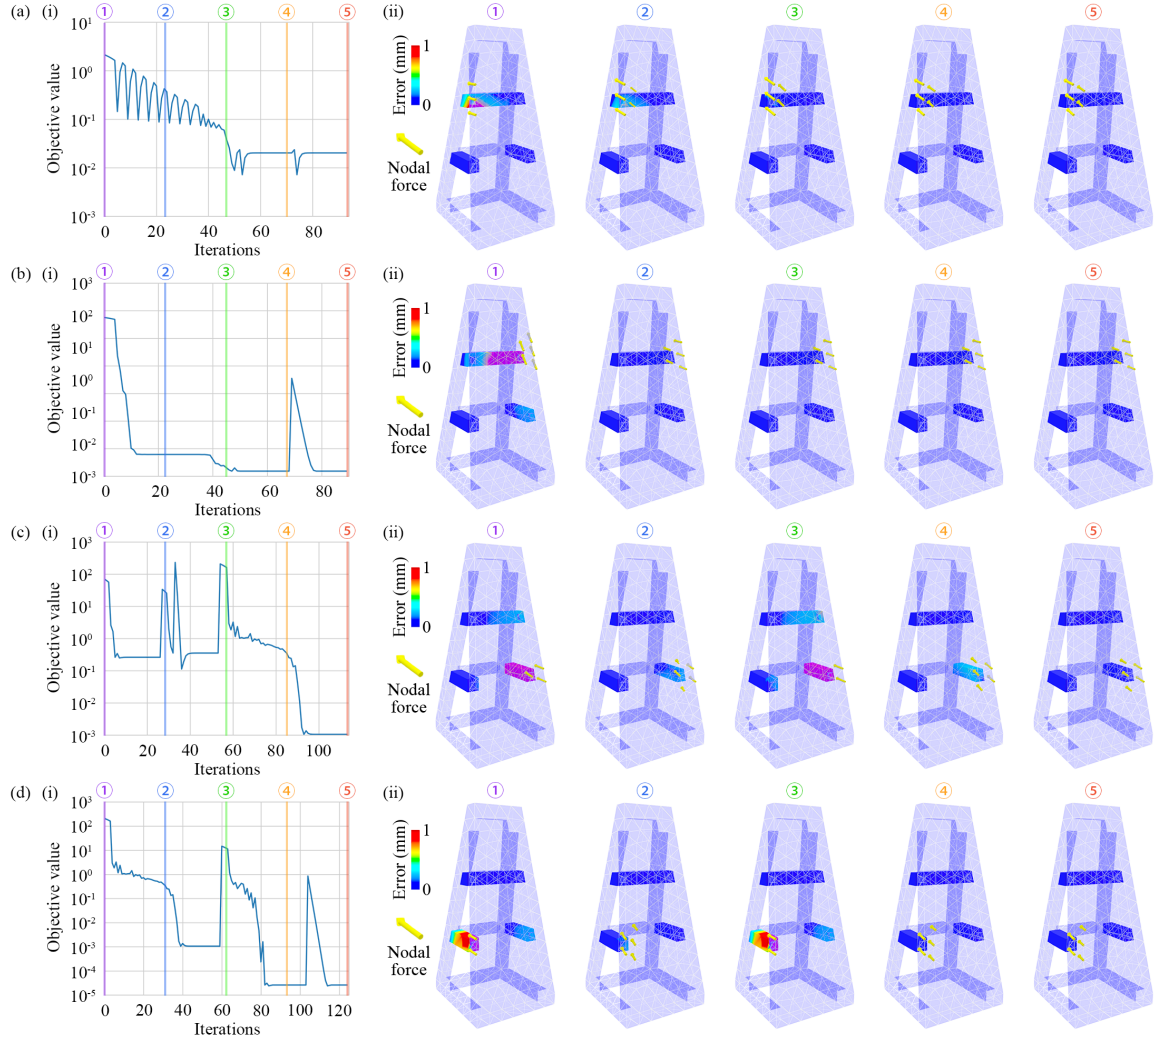 (a) (i) ① ② ③ ④ ⑤ (ii) ① ② ③ ④ ⑤
Objective value
10¹
10⁰
10⁻¹
10⁻²
10⁻³
0 20 40 60 80
Iterations
Error (mm)
1
0
Nodal
force
(b) (i) ① ② ③ ④ ⑤ (ii) ① ② ③ ④ ⑤
Objective value
10³
10²
10¹
10⁰
10⁻¹
10⁻²
10⁻³
0 20 40 60 80
Iterations
Error (mm)
1
0
Nodal
force
(c) (i) ① ② ③ ④ ⑤ (ii) ① ② ③ ④ ⑤
Objective value
10³
10²
10¹
10⁰
10⁻¹
10⁻²
10⁻³
0 20 40 60 80 100
Iterations
Error (mm)
1
0
Nodal
force
(d) (i) ① ② ③ ④ ⑤ (ii) ① ② ③ ④ ⑤
Objective value
10³
10²
10¹
10⁰
10⁻¹
10⁻²
10⁻³
10⁻⁴
10⁻⁵
0 20 40 60 80 100 120
Iterations
Error (mm)
1
0
Nodal
force